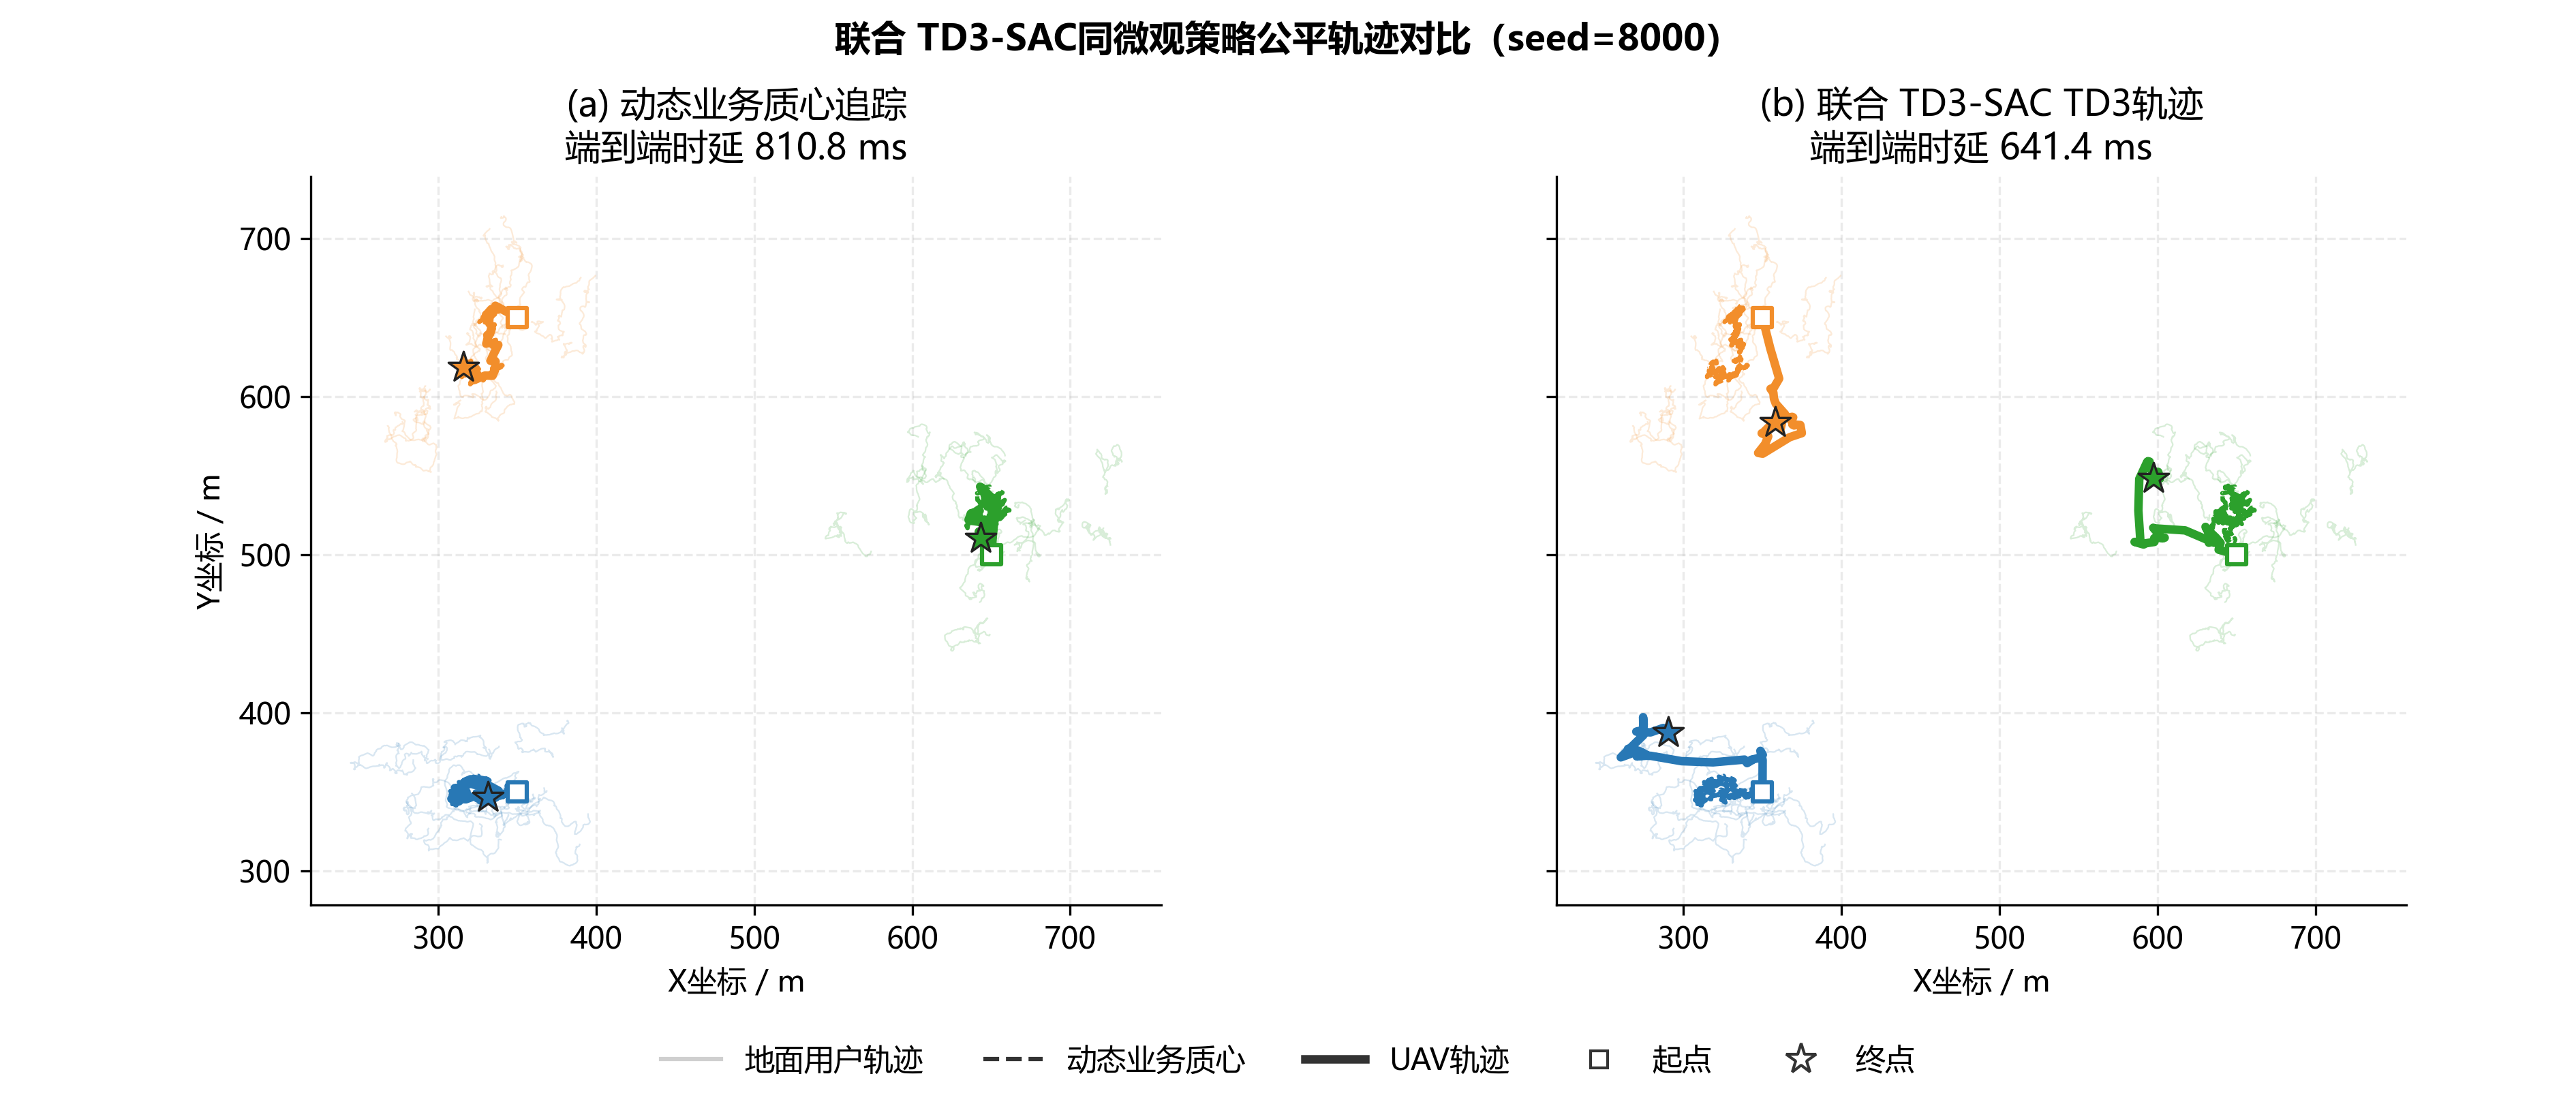 联合 TD3-SAC同微观策略公平轨迹对比（seed=8000）
(a) 动态业务质心追踪
端到端时延 810.8 ms
(b) 联合 TD3-SAC TD3轨迹
端到端时延 641.4 ms
Y坐标 / m
700
600
500
400
300
300 400 500 600 700
X坐标 / m
300 400 500 600 700
X坐标 / m
地面用户轨迹 动态业务质心 UAV轨迹 起点 终点